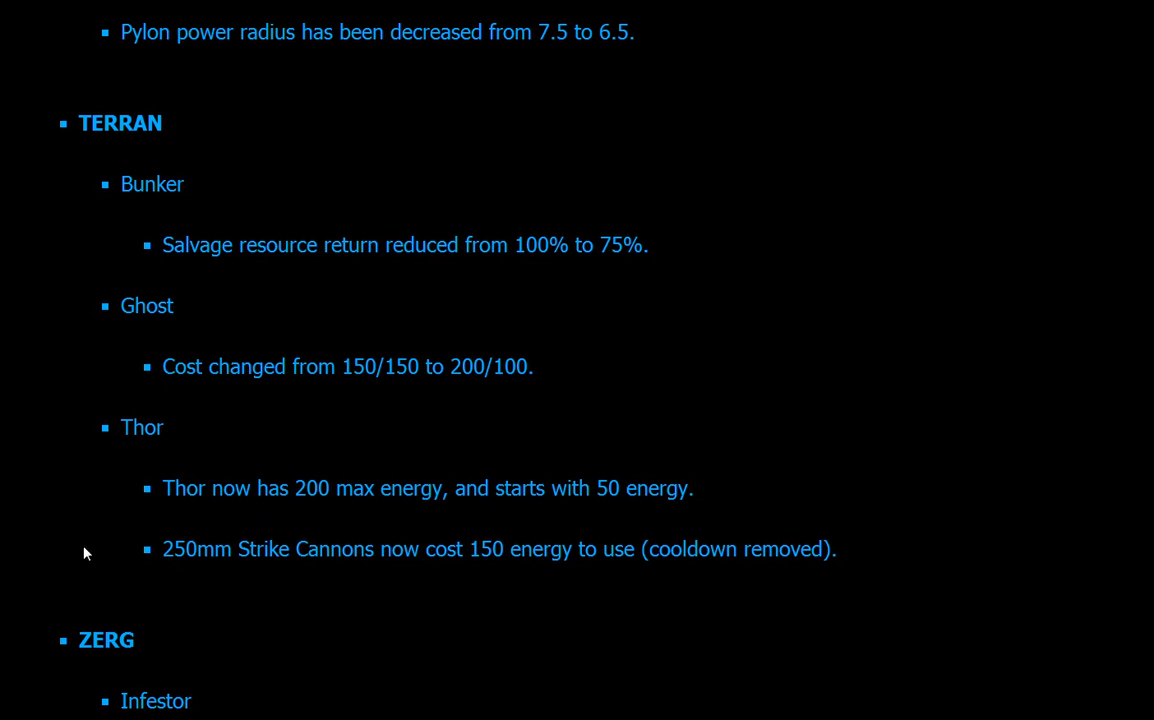 Pylon power radius has been decreased from 7.5 to 6.5.
TERRAN
Bunker
Salvage resource return reduced from 100% to 75%.
Ghost
Cost changed from 150/150 to 200/100.
Thor
Thor now has 200 max energy, and starts with 50 energy.
250mm Strike Cannons now cost 150 energy to use (cooldown removed).
ZERG
Infestor